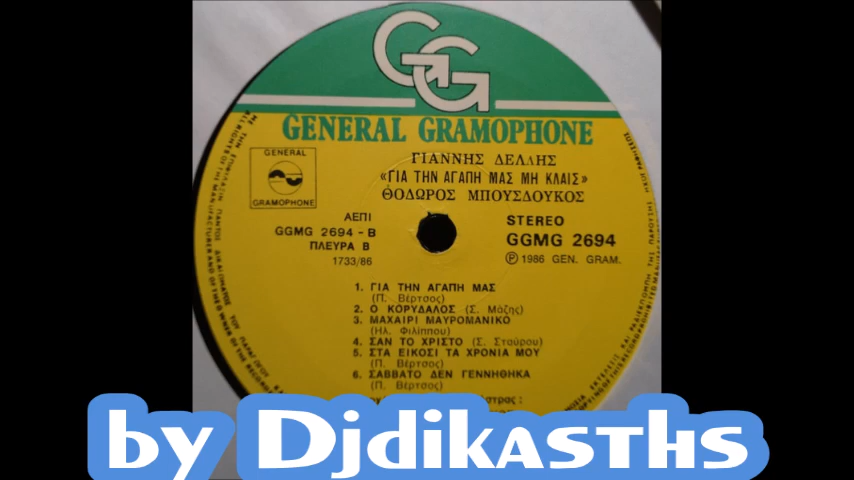 GG
GENERAL GRAMOPHONE
ΓΙΑΝΝΗΣ ΔΕΛΛΗΣ
«ΓΙΑ ΤΗΝ ΑΓΑΠΗ ΜΑΣ ΜΗ ΚΛΑΙΣ»
ΘΟΔΩΡΟΣ ΜΠΟΥΣΔΟΥΚΟΣ
GENERAL
GRAMOPHONE
ΑΕΠΙ
GGMG 2694 - B
ΠΛΕΥΡΑ Β
1733/86
STEREO
GGMG 2694
Ⓟ 1986 GEN. GRAM.
1. ΓΙΑ ΤΗΝ ΑΓΑΠΗ ΜΑΣ
(Π. Βέρτσος)
2. Ο ΚΟΡΥΔΑΛΟΣ (Σ. Μάζης)
3. ΜΑΧΑΙΡΙ ΜΑΥΡΟΜΑΝΙΚΟ
(Ηλ. Φιλίππου)
4. ΣΑΝ ΤΟ ΧΡΙΣΤΟ (Σ. Σταύρου)
5. ΣΤΑ ΕΙΚΟΣΙ ΤΑ ΧΡΟΝΙΑ ΜΟΥ
(Π. Βέρτσος)
6. ΣΑΒΒΑΤΟ ΔΕΝ ΓΕΝΝΗΘΗΚΑ
(Π. Βέρτσος)
by Djdikasths